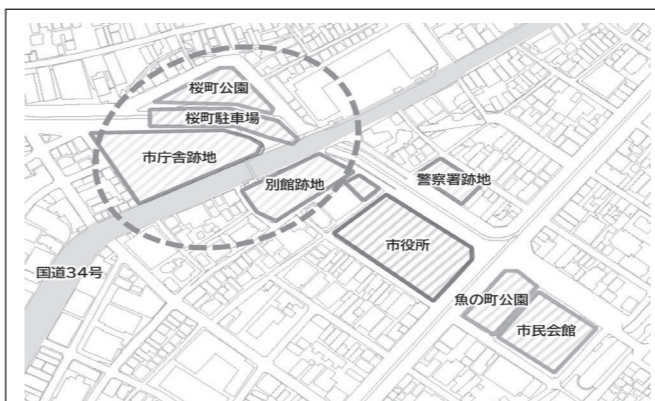 桜町公園
桜町駐車場
市庁舎跡地
別館跡地
警察署跡地
市役所
国道34号
魚の町公園
市民会館